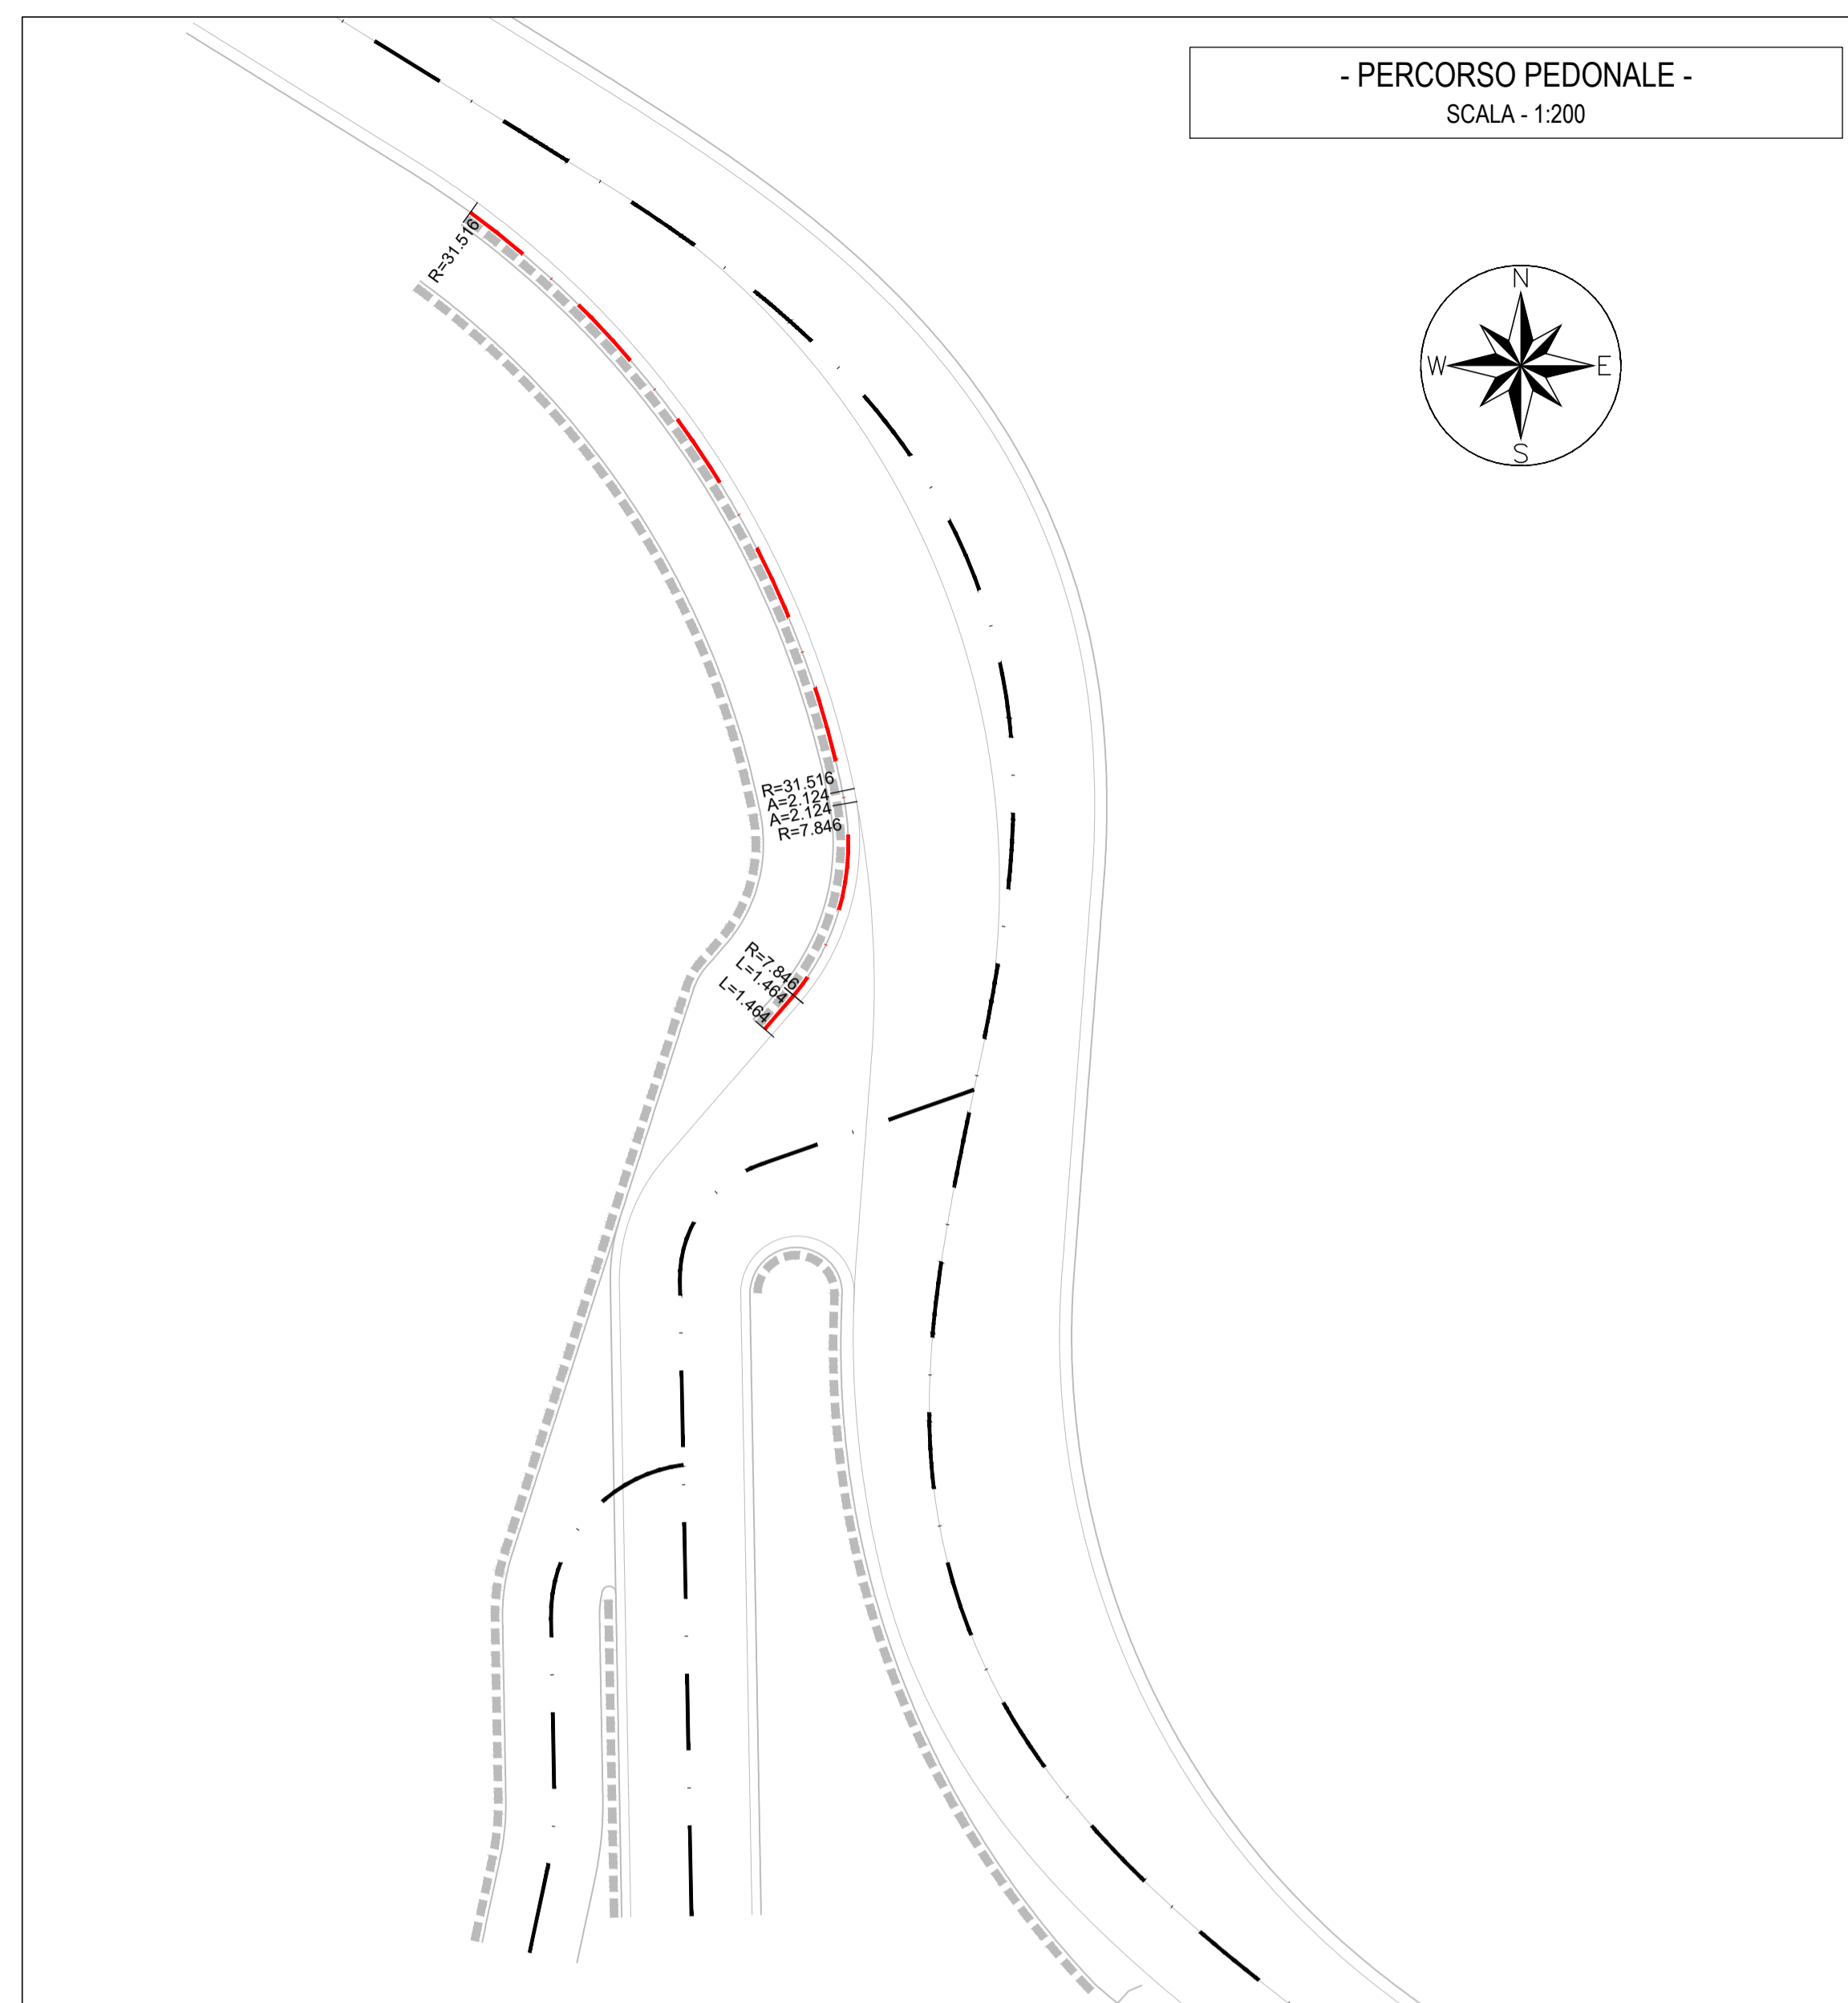 - PERCORSO PEDONALE -
SCALA - 1:200
N
W
E
S
R=31.516
R=31.516
A=2.124
A=2.124
R=7.846
R=7.846
L=1.464
L=1.464